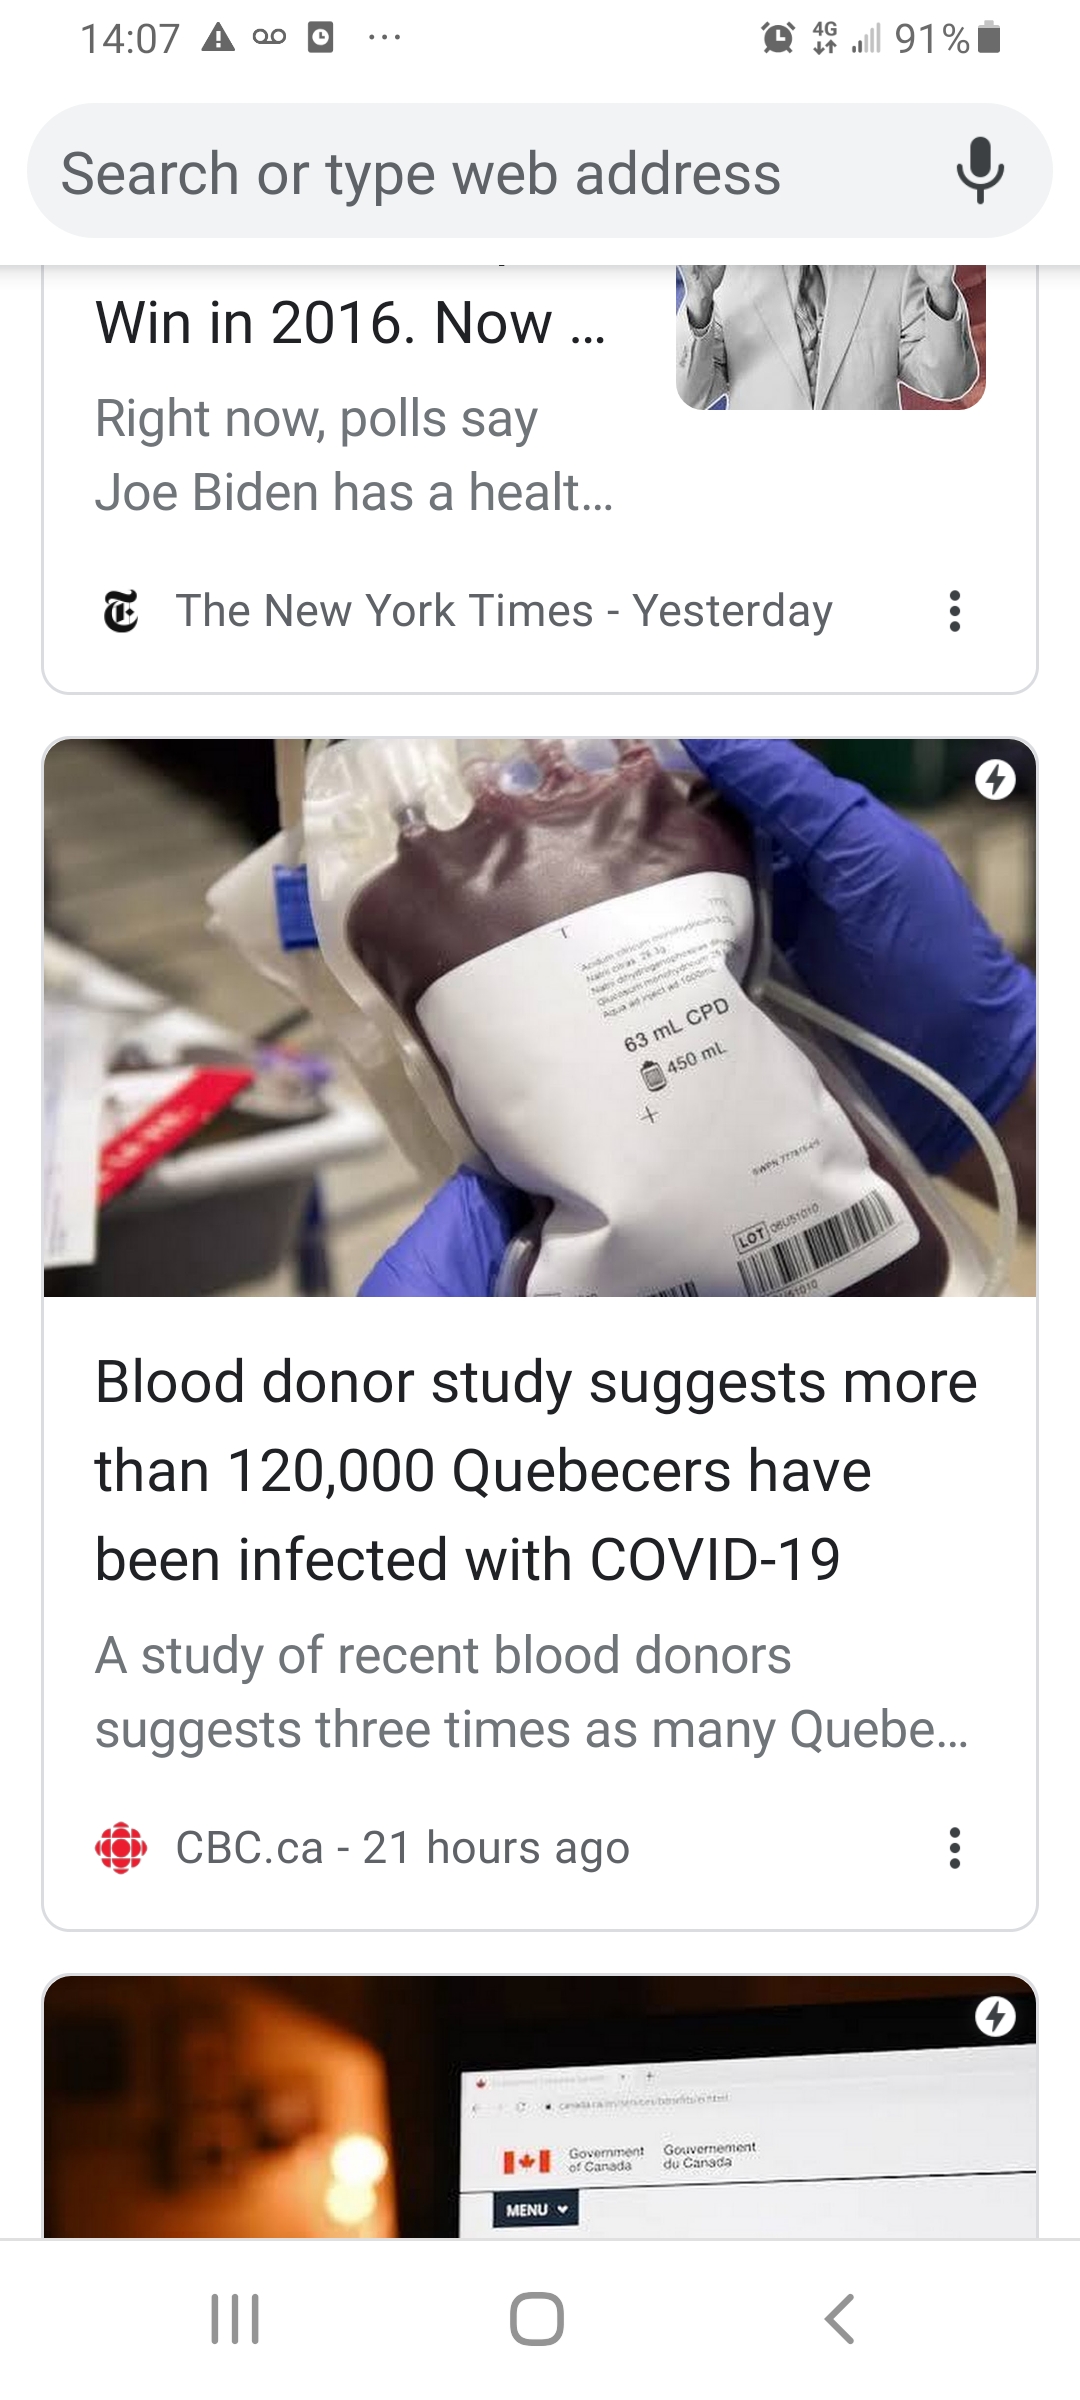 14:07
4G
91%
Search or type web address
Win in 2016. Now ...
Right now, polls say
Joe Biden has a healt...
The New York Times - Yesterday
63 mL CPD
450 mL
LOT
Blood donor study suggests more
than 120,000 Quebecers have
been infected with COVID-19
A study of recent blood donors
suggests three times as many Quebe...
CBC.ca - 21 hours ago
Government
of Canada
Gouvernement
du Canada
MENU